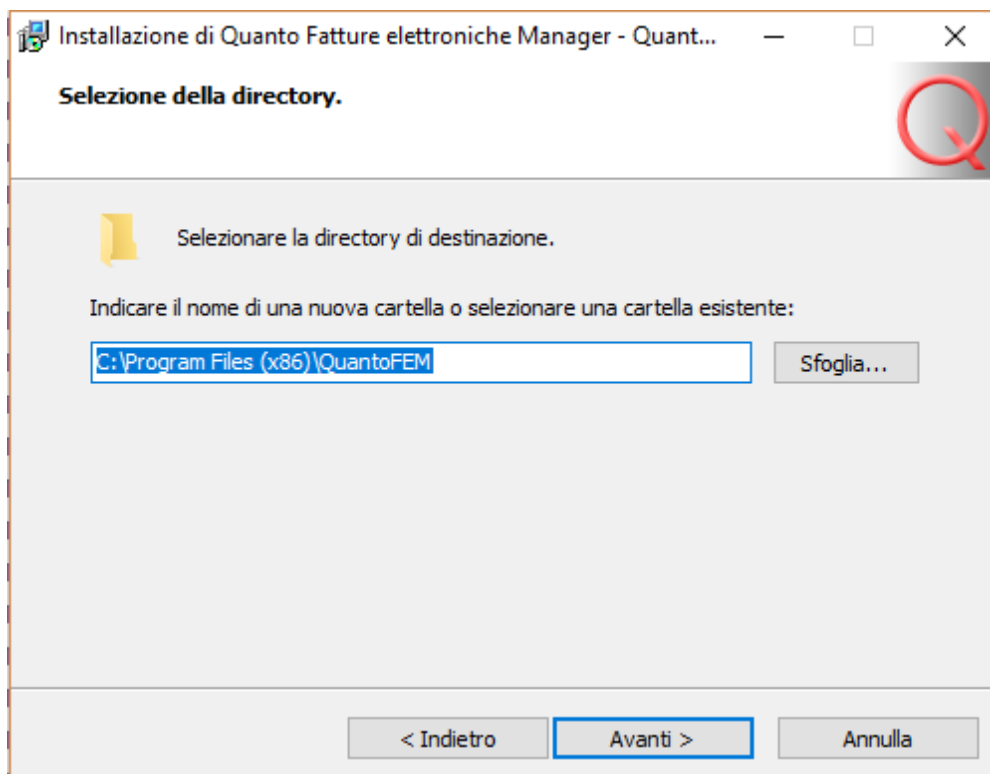 Installazione di Quanto Fatture elettroniche Manager - Quant...
Selezione della directory.
Q
Selezionare la directory di destinazione.
Indicare il nome di una nuova cartella o selezionare una cartella esistente:
C:\Program Files (x86)\QuantoFEM
Sfoglia...
< Indietro
Avanti >
Annulla